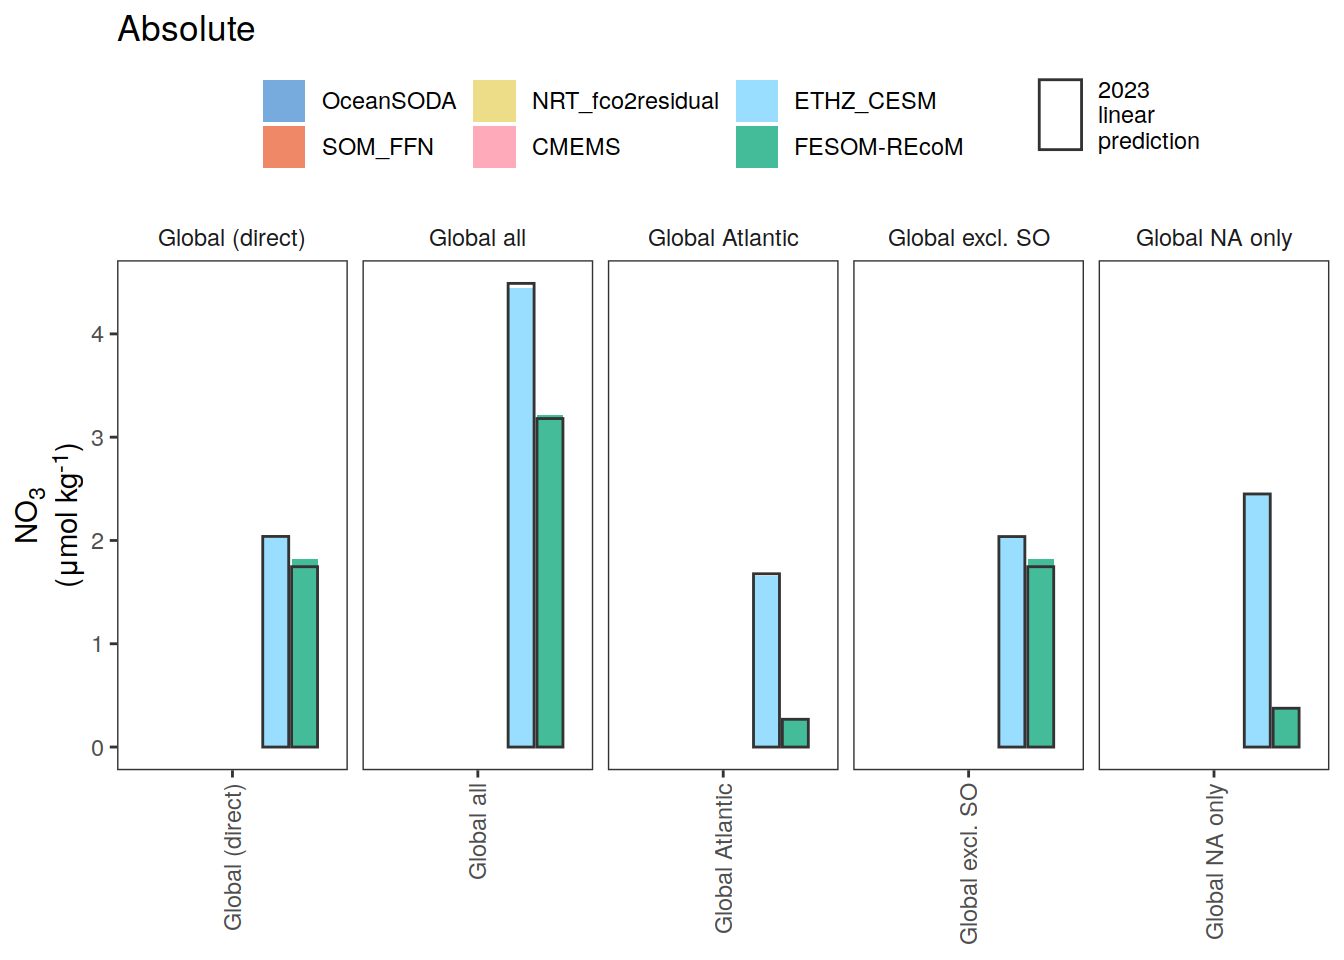 Absolute
OceanSODA
NRT_fco2residual
ETHZ_CESM
SOM_FFN
CMEMS
FESOM-REcoM
2023
linear
prediction
Global (direct)
Global all
Global Atlantic
Global excl. SO
Global NA only
NO₃
(μmol kg⁻¹)
4
3
2
1
0
Global (direct)
Global all
Global Atlantic
Global excl. SO
Global NA only